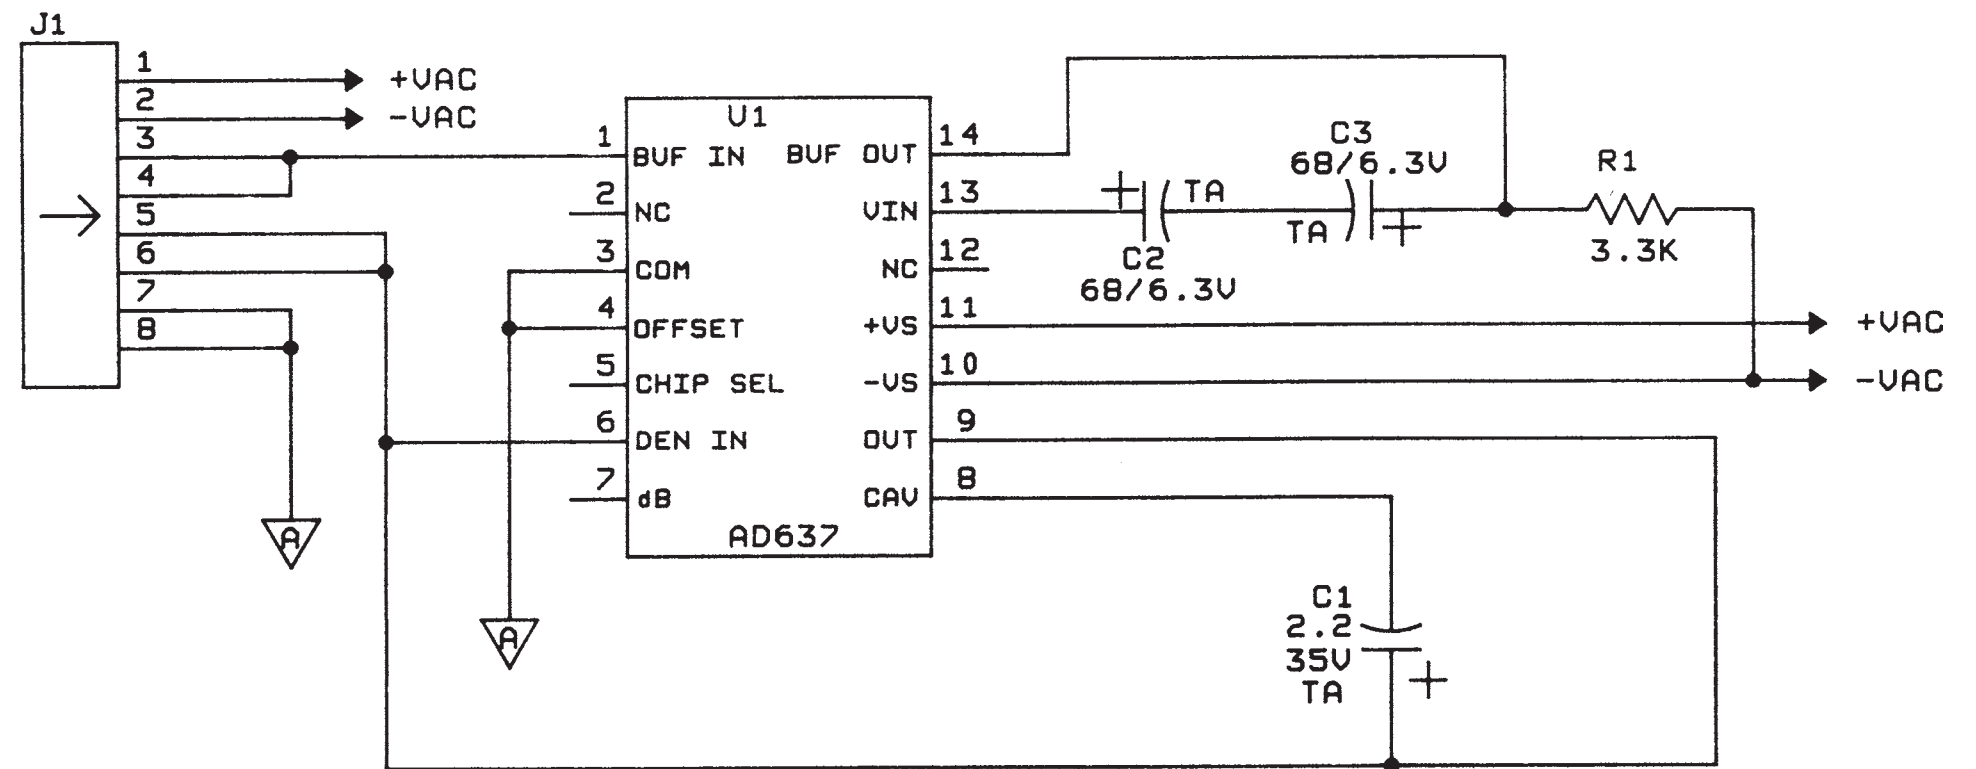 J1
1
+VAC
2
-VAC
3
4
5
6
7
8
A
A
U1
1
BUF IN
BUF OUT
14
2
NC
VIN
13
3
COM
NC
12
4
OFFSET
+VS
11
5
CHIP SEL
-VS
10
6
DEN IN
OUT
9
7
dB
CAV
8
AD637
+
TA
C2
68/6.3V
C3
68/6.3V
TA
+
R1
3.3K
+VAC
-VAC
C1
2.2
35V
TA
+